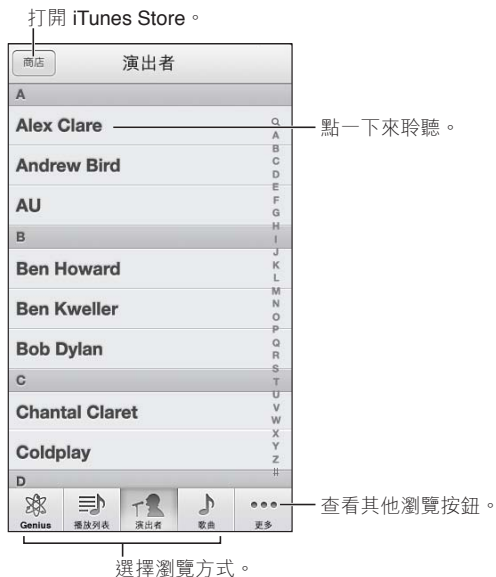 打開 iTunes Store。
商店
演出者
A
Alex Clare
點一下來聆聽。
Andrew Bird
AU
B
Ben Howard
Ben Kweller
Bob Dylan
C
Chantal Claret
Coldplay
D
A
B
C
D
E
F
G
H
I
J
K
L
M
N
O
P
Q
R
S
T
U
V
W
X
Y
Z
#
Genius
播放列表
演出者
歌曲
更多
查看其他瀏覽按鈕。
選擇瀏覽方式。